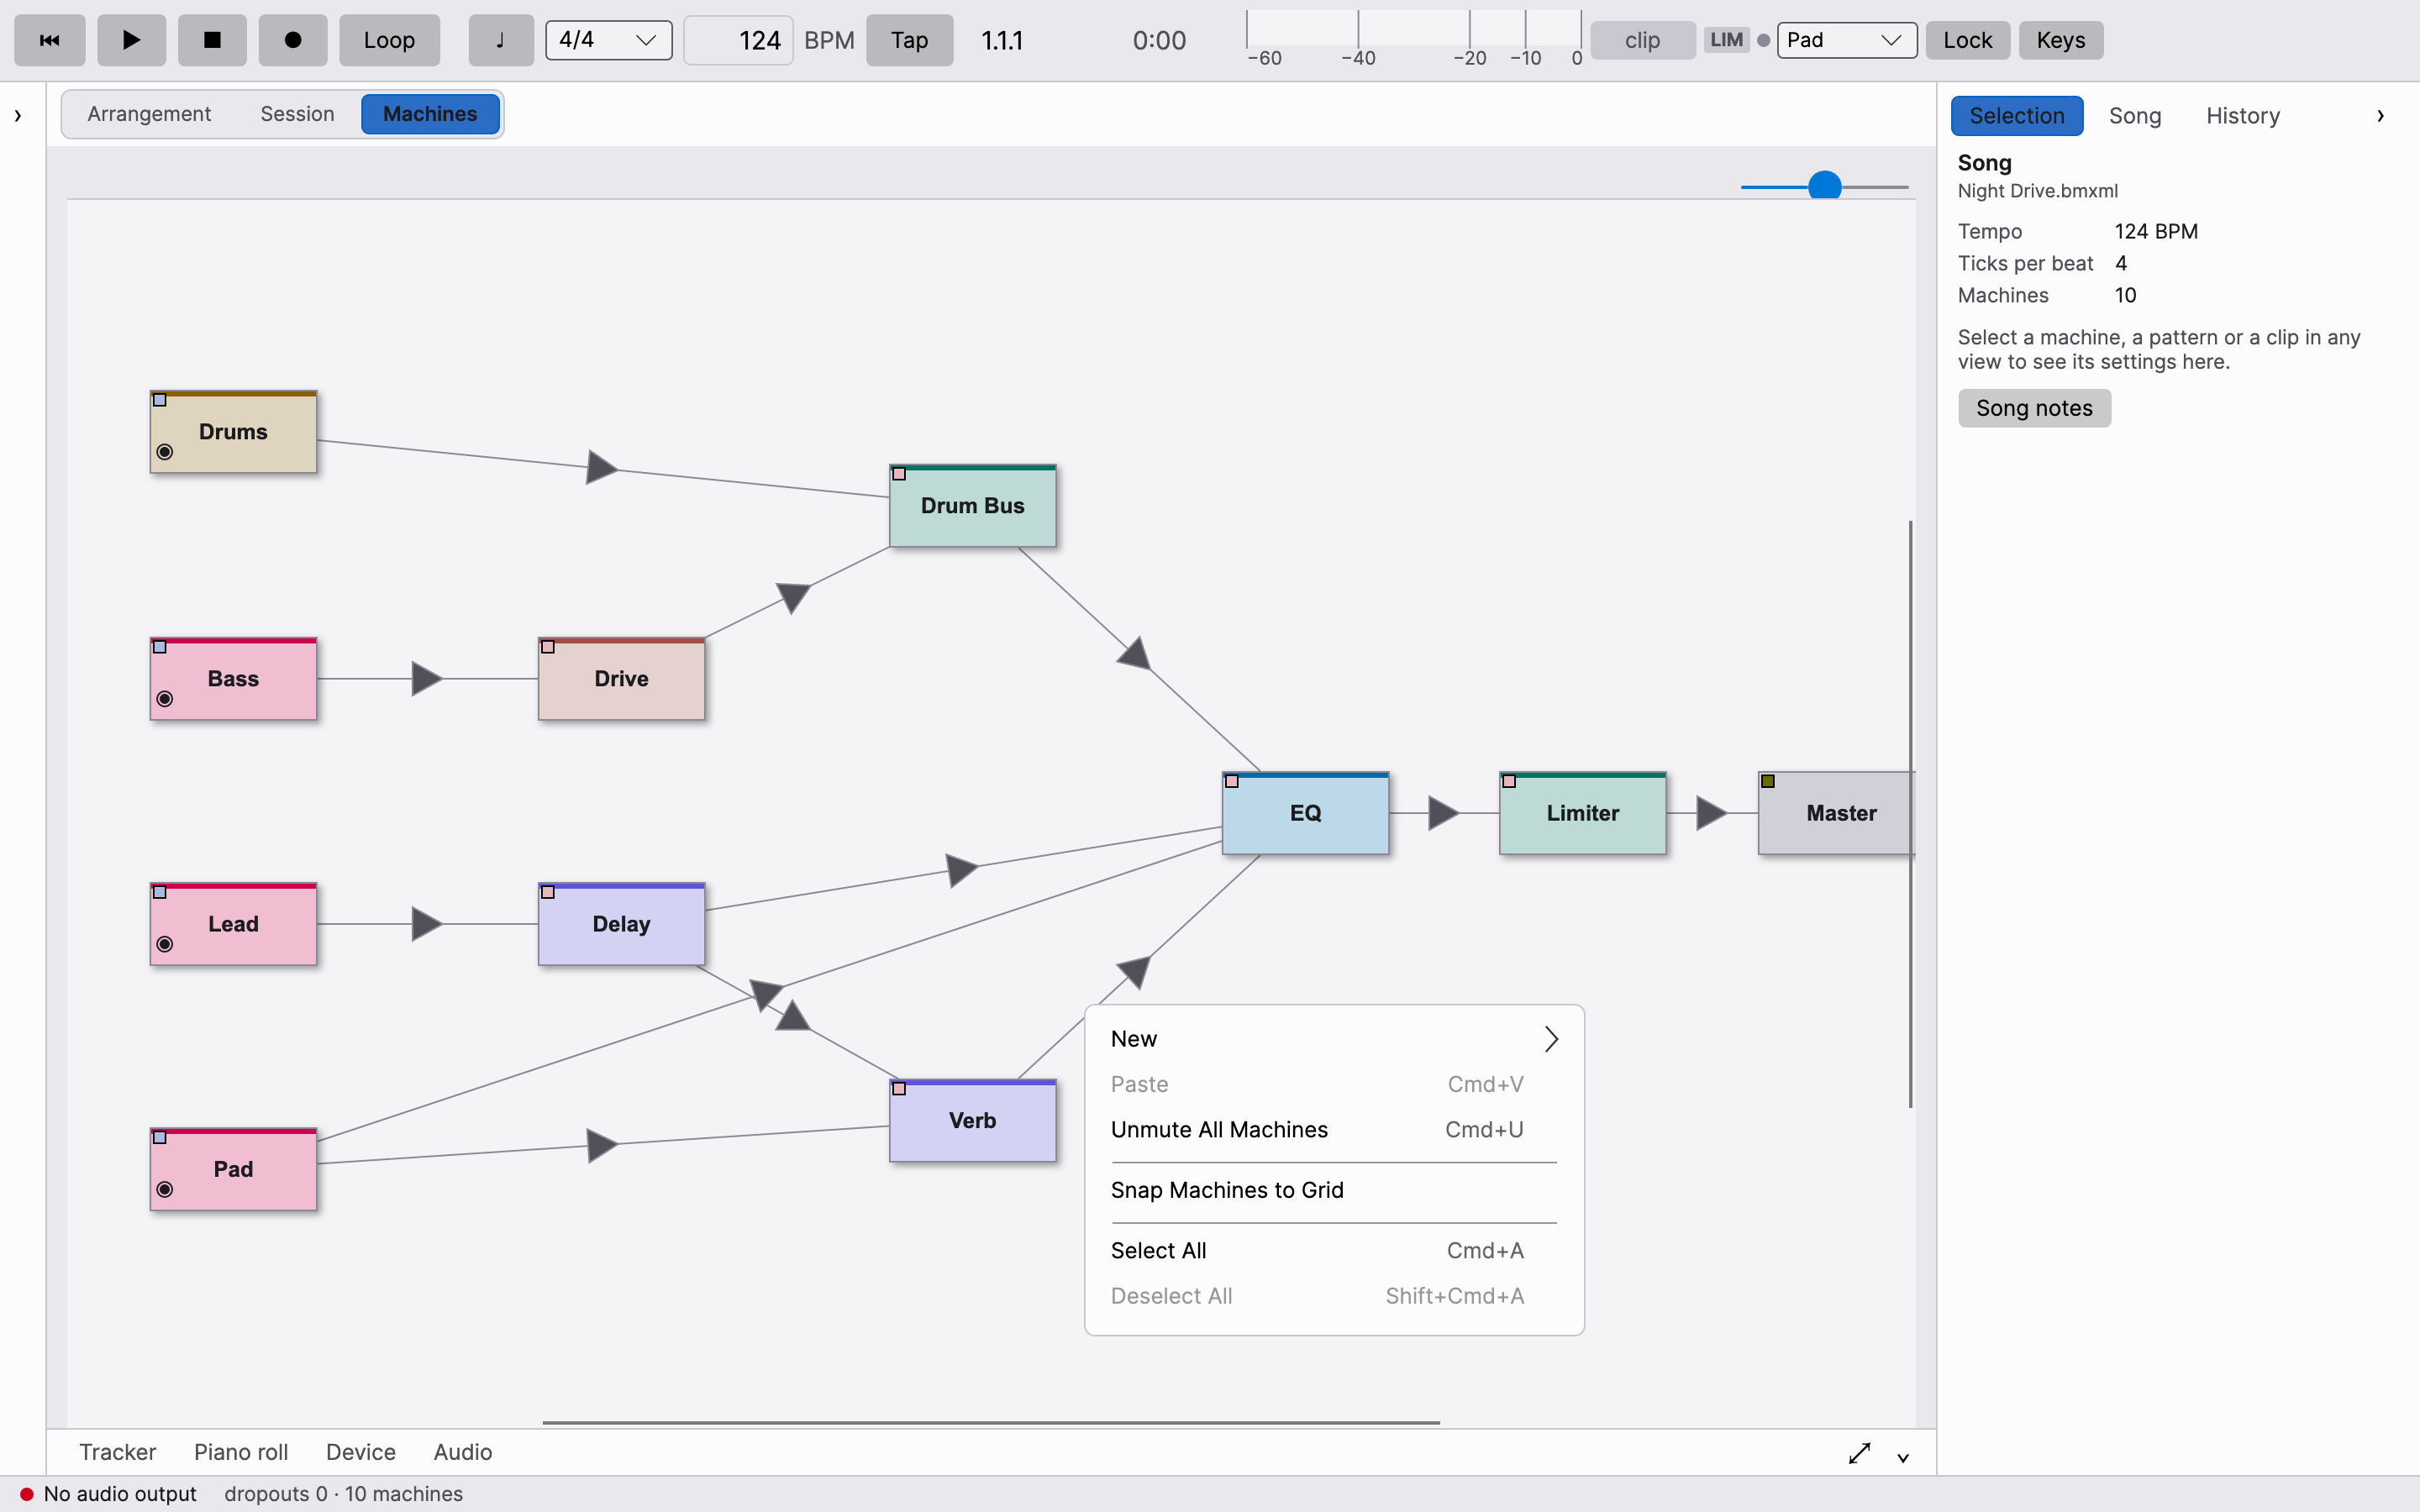 Loop
4/4
124 BPM
Tap
1.1.1
0:00
−60 −40 −20 −10 0
clip
LIM
Pad
Lock
Keys
Arrangement Session Machines
Selection Song History
Song
Night Drive.bmxml
Tempo 124 BPM
Ticks per beat 4
Machines 10
Select a machine, a pattern or a clip in any
view to see its settings here.
Song notes
Drums
Drum Bus
Bass
Drive
EQ
Limiter
Master
Lead
Delay
Verb
Pad
New
Paste Cmd+V
Unmute All Machines Cmd+U
Snap Machines to Grid
Select All Cmd+A
Deselect All Shift+Cmd+A
Tracker Piano roll Device Audio
No audio output dropouts 0 · 10 machines